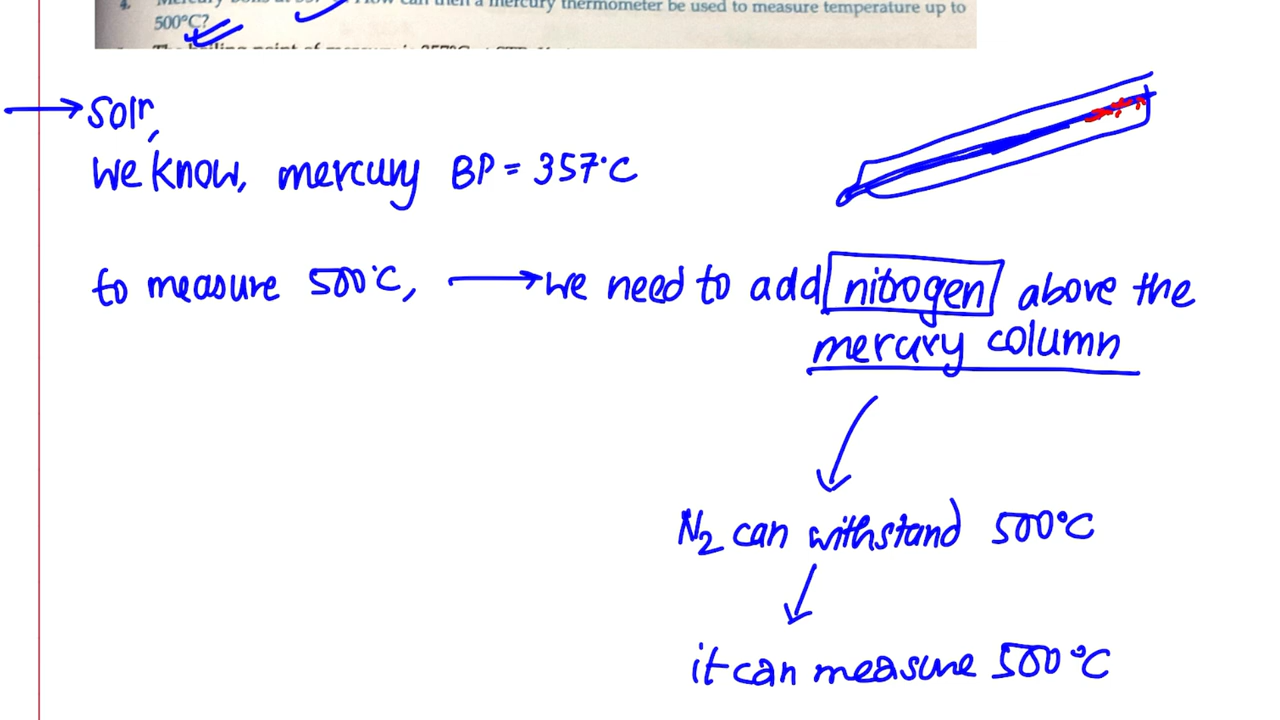 4. Mercury boils at 357°C. How can then a mercury thermometer be used to measure temperature up to
500°C?
soln,
We know, mercury BP = 357°C
to measure 500°C, → we need to add nitrogen above the
mercury column
N₂ can withstand 500°C
it can measure 500°C